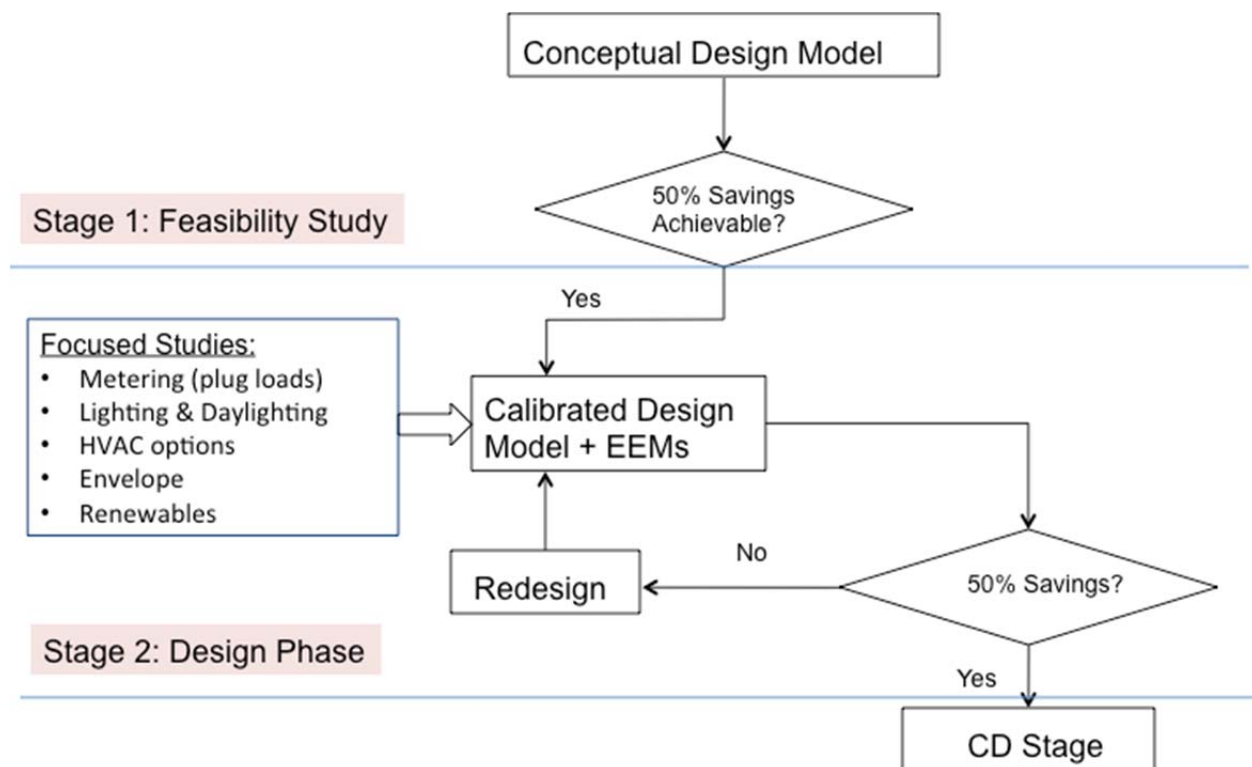 Conceptual Design Model
50% Savings
Achievable?
Stage 1: Feasibility Study
Yes
Focused Studies:
• Metering (plug loads)
• Lighting & Daylighting
• HVAC options
• Envelope
• Renewables
Calibrated Design
Model + EEMs
No
Redesign
50% Savings?
Stage 2: Design Phase
Yes
CD Stage